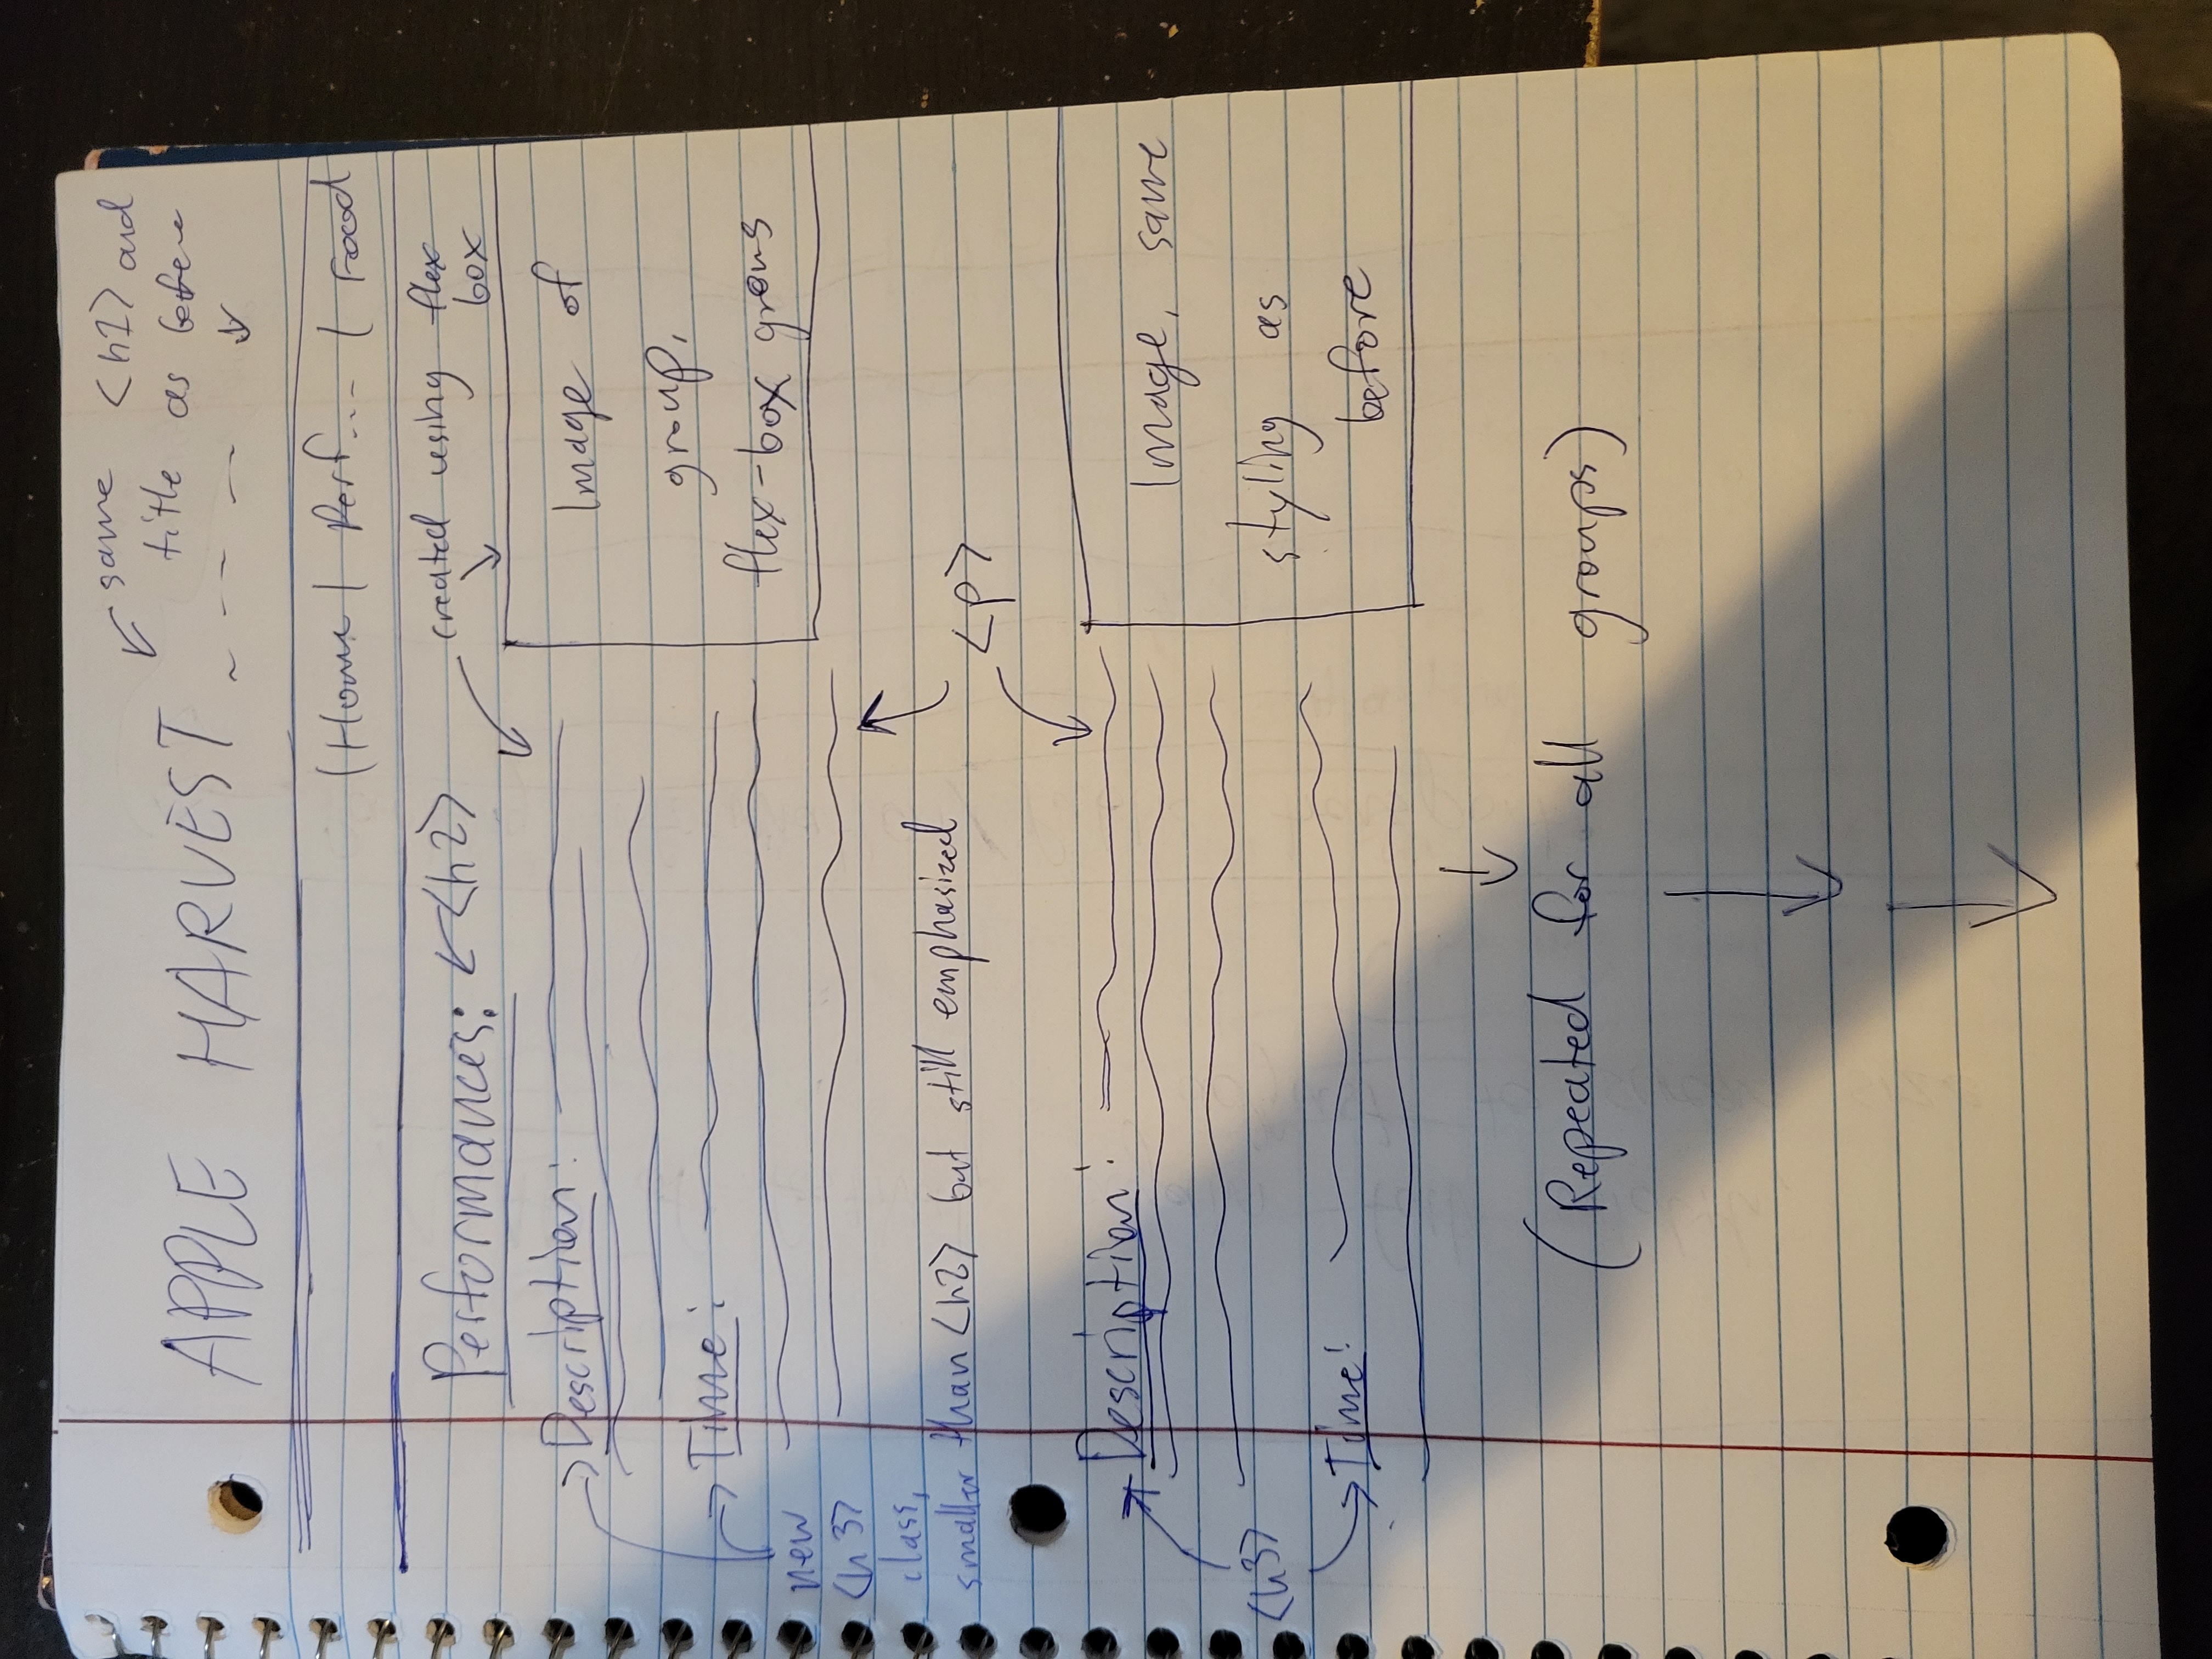 same <h1> and
title as before
APPLE HARVEST
|Home| Perf... | Food
Performances: <h2>
created using flex
box
Description:
Image of
group,
flex-box grows
Time:
new
<h3>
class,
smaller than <h2> but still emphasized
<p>
Description:
Image, same
styling as
before
<h3>
Time:
(Repeated for all groups)